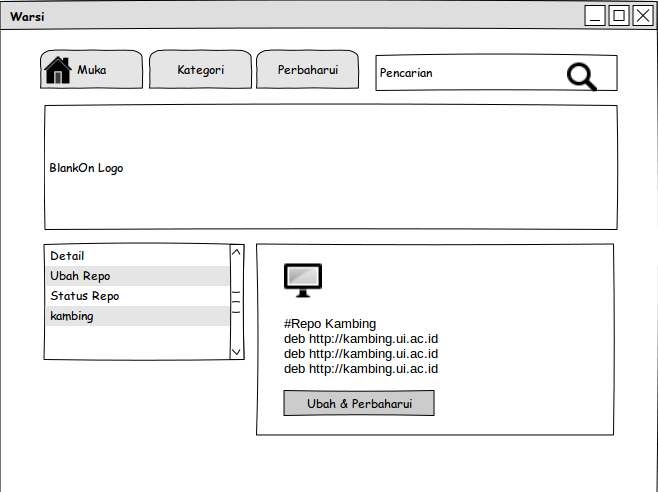 Warsi
Muka
Kategori
Perbaharui
Pencarian
BlankOn Logo
Detail
Ubah Repo
Status Repo
kambing
#Repo Kambing
deb http://kambing.ui.ac.id
deb http://kambing.ui.ac.id
deb http://kambing.ui.ac.id
Ubah & Perbaharui